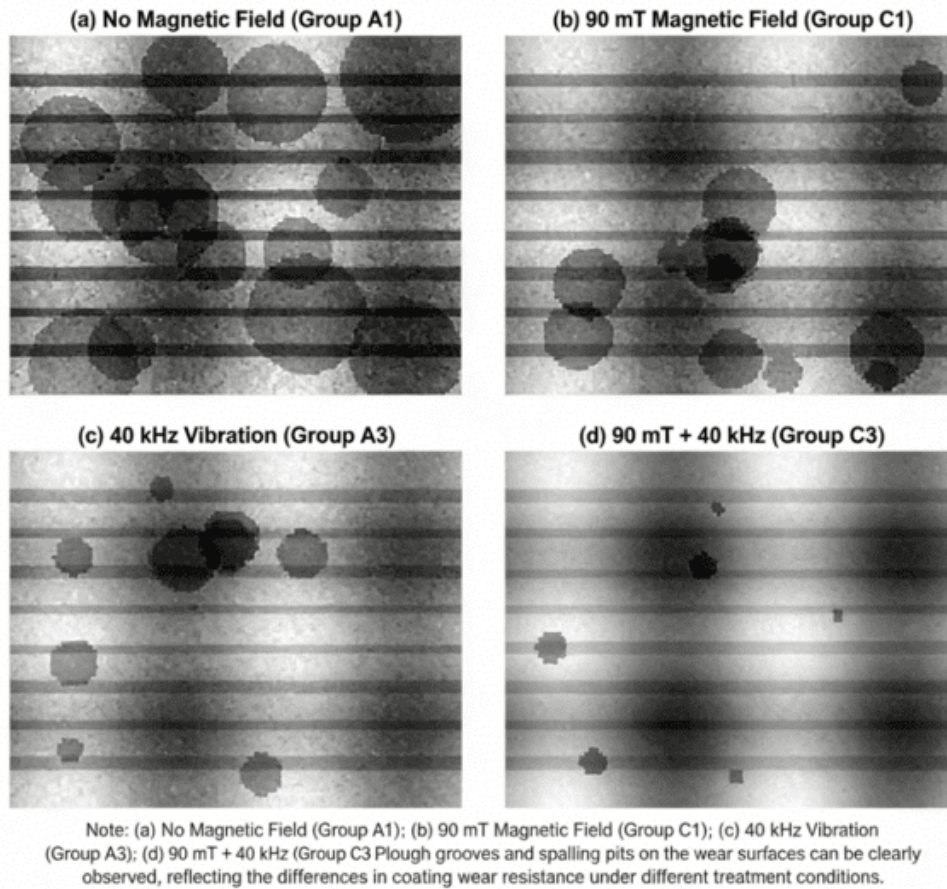 (a) No Magnetic Field (Group A1)
(b) 90 mT Magnetic Field (Group C1)
(c) 40 kHz Vibration (Group A3)
(d) 90 mT + 40 kHz (Group C3)
Note: (a) No Magnetic Field (Group A1); (b) 90 mT Magnetic Field (Group C1); (c) 40 kHz Vibration
(Group A3); (d) 90 mT + 40 kHz (Group C3 Plough grooves and spalling pits on the wear surfaces can be clearly
observed, reflecting the differences in coating wear resistance under different treatment conditions.